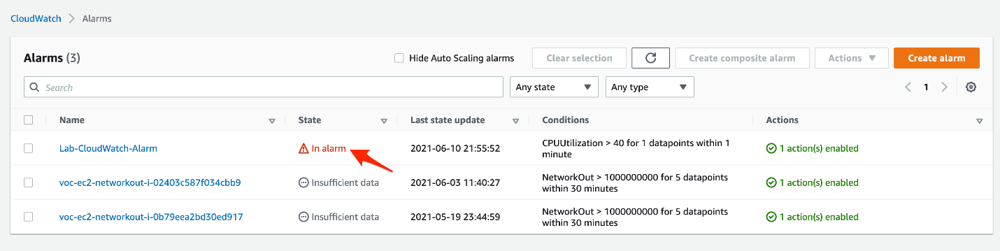 CloudWatch > Alarms
Alarms (3)
Hide Auto Scaling alarms
Clear selection
Create composite alarm
Actions
Create alarm
Search
Any state
Any type
1
Name State Last state update Conditions Actions
Lab-CloudWatch-Alarm In alarm 2021-06-10 21:55:52 CPUUtilization > 40 for 1 datapoints within 1
minute
1 action(s) enabled
voc-ec2-networkout-i-02403c587f034cbb9 Insufficient data 2021-06-03 11:40:27 NetworkOut > 1000000000 for 5 datapoints
within 30 minutes
1 action(s) enabled
voc-ec2-networkout-i-0b79eea2bd30ed917 Insufficient data 2021-05-19 23:44:59 NetworkOut > 1000000000 for 5 datapoints
within 30 minutes
1 action(s) enabled